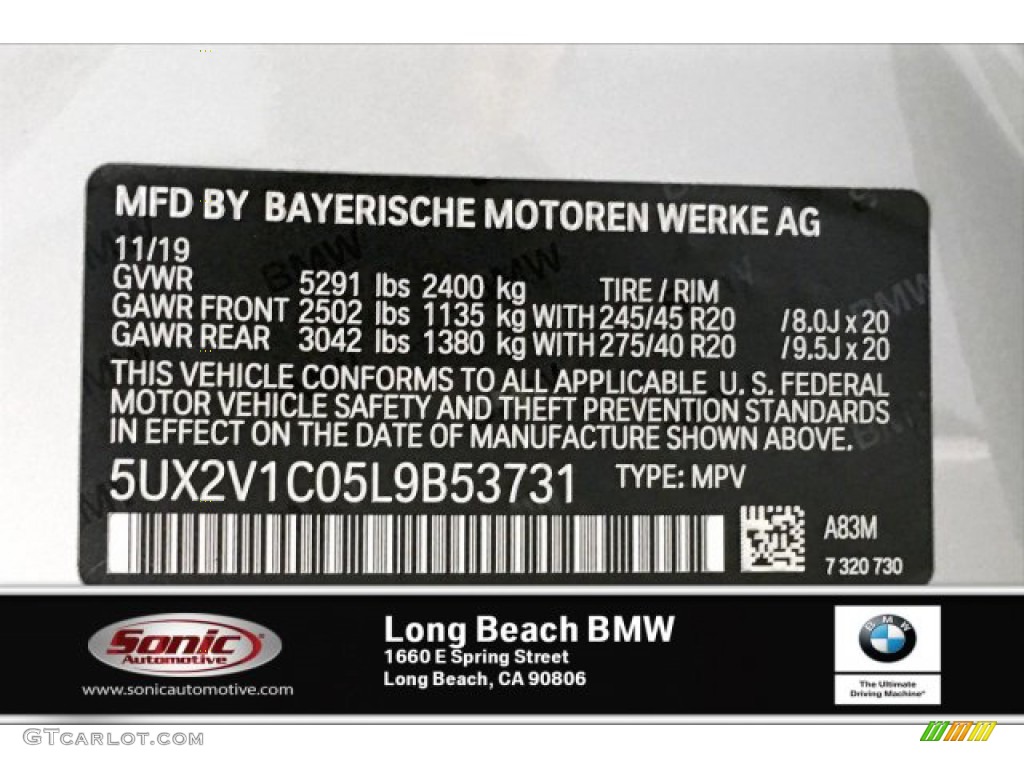 MFD BY BAYERISCHE MOTOREN WERKE AG
11/19
GVWR 5291 lbs 2400 kg TIRE / RIM
GAWR FRONT 2502 lbs 1135 kg WITH 245/45 R20 /8.0J x 20
GAWR REAR 3042 lbs 1380 kg WITH 275/40 R20 /9.5J x 20
THIS VEHICLE CONFORMS TO ALL APPLICABLE U. S. FEDERAL
MOTOR VEHICLE SAFETY AND THEFT PREVENTION STANDARDS
IN EFFECT ON THE DATE OF MANUFACTURE SHOWN ABOVE.
5UX2V1C05L9B53731 TYPE: MPV
A83M
7 320 730
Sonic
Automotive
www.sonicautomotive.com
Long Beach BMW
1660 E Spring Street
Long Beach, CA 90806
BMW
The Ultimate
Driving Machine®
GTCarLot.com